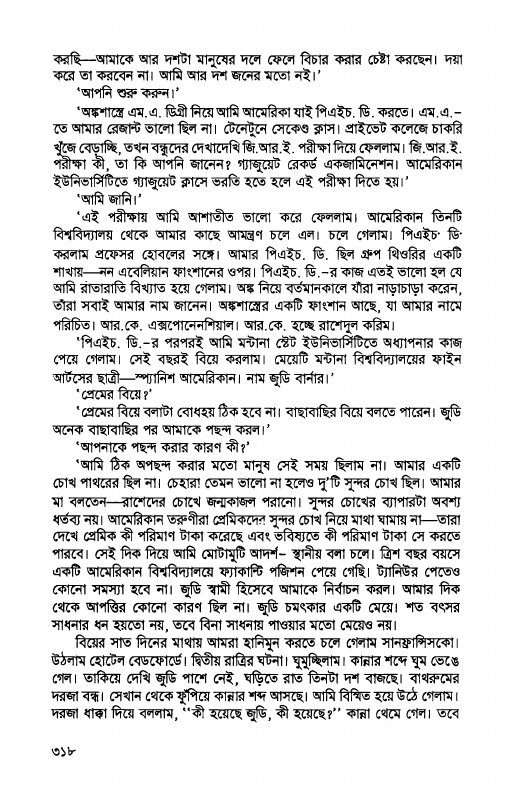 করছি—আমাকে আর দশটা মানুষের দলে ফেলে বিচার করার চেষ্টা করছেন। দয়া
করে তা করবেন না। আমি আর দশ জনের মতো নই।'
'আপনি শুরু করুন।'
'অঙ্কশাস্ত্রে এম.এ. ডিগ্রী নিয়ে আমি আমেরিকা যাই পিএইচ. ডি. করতে। এম.এ.–
তে আমার রেজাল্ট ভালো ছিল না। টেনেটুনে সেকেণ্ড ক্লাস। প্রাইভেট কলেজে চাকরি
খুঁজে বেড়াচ্ছি, তখন বন্ধুদের দেখাদেখি জি.আর.ই. পরীক্ষা দিয়ে ফেললাম। জি.আর.ই.
পরীক্ষা কী, তা কি আপনি জানেন? গ্যাজুয়েট রেকর্ড একজামিনেশন। আমেরিকান
ইউনিভার্সিটিতে গ্যাজুয়েট ক্লাসে ভরতি হতে হলে এই পরীক্ষা দিতে হয়।'
'আমি জানি।'
'এই পরীক্ষায় আমি আশাতীত ভালো করে ফেললাম। আমেরিকান তিনটি
বিশ্ববিদ্যালয় থেকে আমার কাছে আমন্ত্রণ চলে এল। চলে গেলাম। পিএইচ· ডি·
করলাম প্রফেসর হোবলের সঙ্গে। আমার পিএইচ. ডি. ছিল গ্রুপ থিওরির একটি
শাখায়—নন এবেলিয়ান ফাংশানের ওপর। পিএইচ. ডি.–র কাজ এতই ভালো হল যে
আমি রাতারাতি বিখ্যাত হয়ে গেলাম। অঙ্ক নিয়ে বর্তমানকালে যাঁরা নাড়াচাড়া করেন,
তাঁরা সবাই আমার নাম জানেন। অঙ্কশাস্ত্রের একটি ফাংশান আছে, যা আমার নামে
পরিচিত। আর.কে. এক্সপোনেনশিয়াল। আর.কে. হচ্ছে রাশেদুল করিম।
'পিএইচ. ডি.–র পরপরই আমি মন্টানা স্টেট ইউনিভার্সিটিতে অধ্যাপনার কাজ
পেয়ে গেলাম। সেই বছরই বিয়ে করলাম। মেয়েটি মন্টানা বিশ্ববিদ্যালয়ের ফাইন
আর্টসের ছাত্রী—স্প্যানিশ আমেরিকান। নাম জুডি বার্নার।'
'প্রেমের বিয়ে?'
'প্রেমের বিয়ে বলাটা বোধহয় ঠিক হবে না। বাছাবাছির বিয়ে বলতে পারেন। জুডি
অনেক বাছাবাছির পর আমাকে পছন্দ করল।'
'আপনাকে পছন্দ করার কারণ কী?'
'আমি ঠিক অপছন্দ করার মতো মানুষ সেই সময় ছিলাম না। আমার একটি
চোখ পাথরের ছিল না। চেহারা তেমন ভালো না হলেও দু'টি সুন্দর চোখ ছিল। আমার
মা বলতেন—রাশেদের চোখে জন্মকাজল পরানো। সুন্দর চোখের ব্যাপারটা অবশ্য
ধর্তব্য নয়। আমেরিকান তরুণীরা প্রেমিকদের সুন্দর চোখ নিয়ে মাথা ঘামায় না—তারা
দেখে প্রেমিক কী পরিমাণ টাকা করেছে এবং ভবিষ্যতে কী পরিমাণ টাকা সে করতে
পারবে। সেই দিক দিয়ে আমি মোটামুটি আদর্শ– স্থানীয় বলা চলে। ত্রিশ বছর বয়সে
একটি আমেরিকান বিশ্ববিদ্যালয়ে ফ্যাকাল্টি পজিশন পেয়ে গেছি। ট্যানিউর পেতেও
কোনো সমস্যা হবে না। জুডি স্বামী হিসেবে আমাকে নির্বাচন করল। আমার দিক
থেকে আপত্তির কোনো কারণ ছিল না। জুডি চমৎকার একটি মেয়ে। শত বৎসর
সাধনার ধন হয়তো নয়, তবে বিনা সাধনায় পাওয়ার মতো মেয়েও নয়।
বিয়ের সাত দিনের মাথায় আমরা হানিমুন করতে চলে গেলাম সানফ্রান্সিসকো।
উঠলাম হোটেল বেডফোর্ডে। দ্বিতীয় রাত্রির ঘটনা। ঘুমুচ্ছিলাম। কান্নার শব্দে ঘুম ভেঙে
গেল। তাকিয়ে দেখি জুডি পাশে নেই, ঘড়িতে রাত তিনটা দশ বাজছে। বাথরুমের
দরজা বন্ধ। সেখান থেকে ফুঁপিয়ে কান্নার শব্দ আসছে। আমি বিস্মিত হয়ে উঠে গেলাম।
দরজা ধাক্কা দিয়ে বললাম, ''কী হয়েছে জুডি, কী হয়েছে?'' কান্না থেমে গেল। তবে
৩১৮